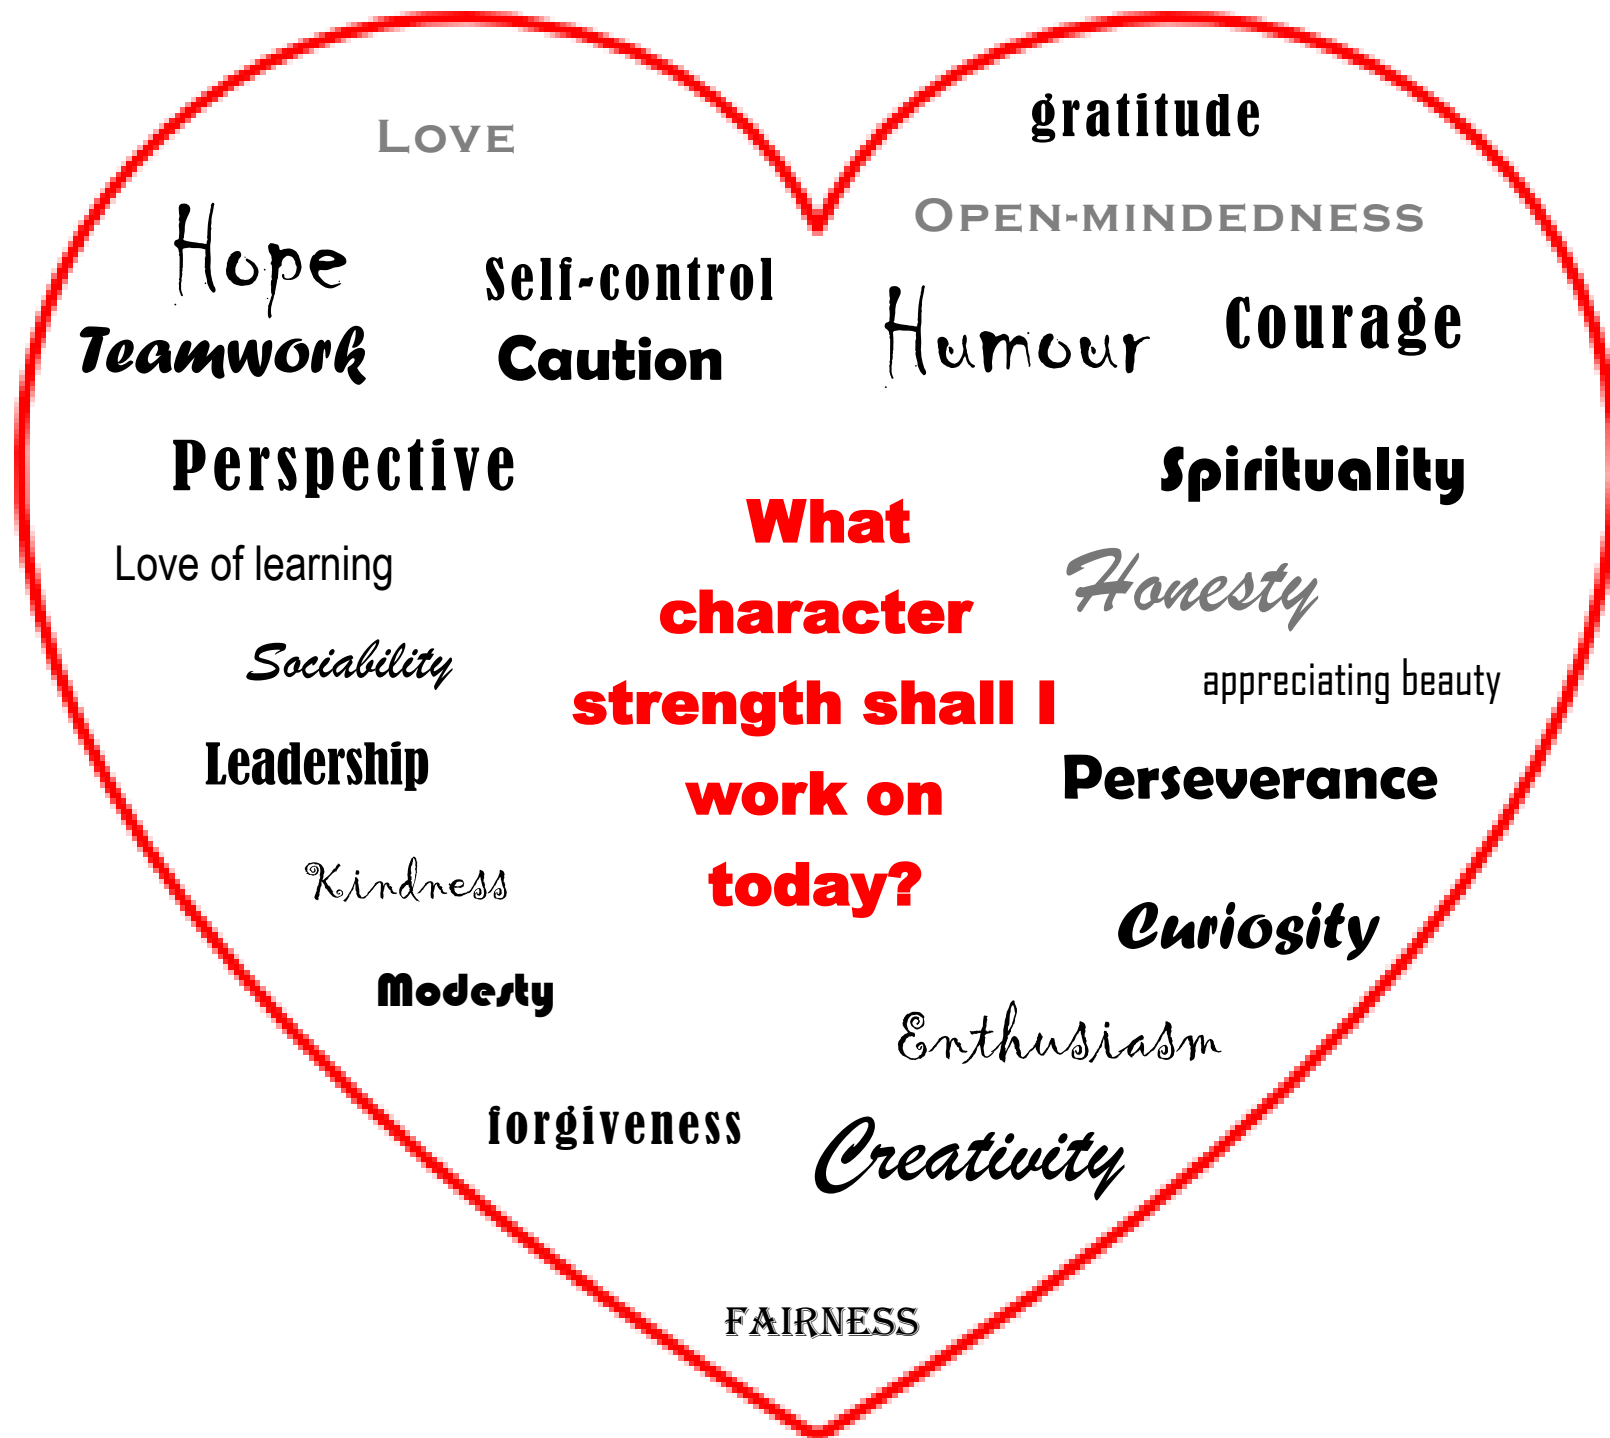 Love
gratitude
Open-mindedness
Hope
Self-control
Humour
Courage
Teamwork
Caution
Perspective
Spirituality
What
character
strength shall I
work on
today?
Love of learning
Honesty
Sociability
appreciating beauty
Leadership
Perseverance
Kindness
Curiosity
Modesty
Enthusiasm
forgiveness
Creativity
FAIRNESS